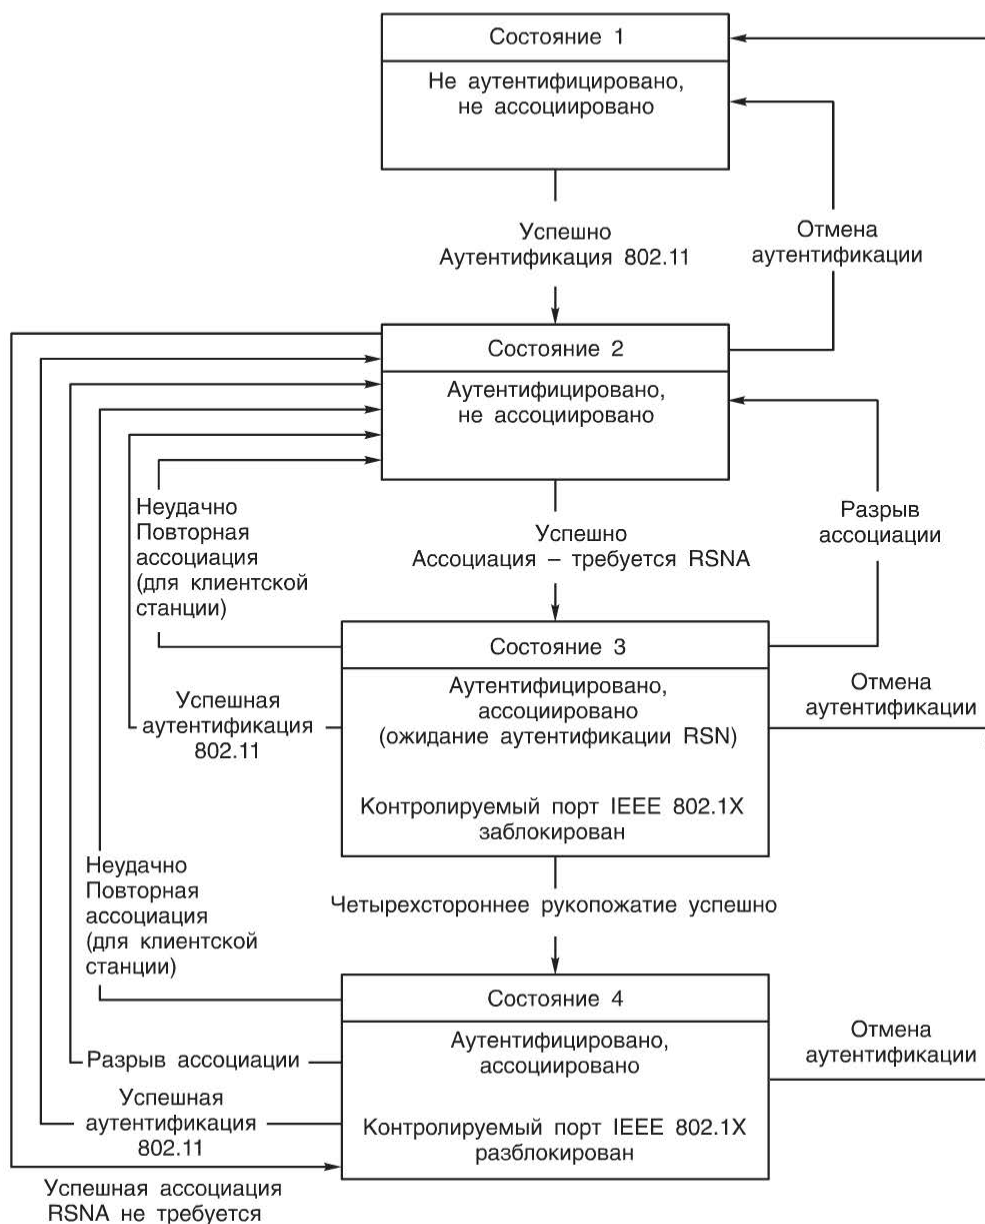 Состояние 1
Не аутентифицировано,
не ассоциировано
Успешно
Аутентификация 802.11
Отмена
аутентификации
Состояние 2
Аутентифицировано,
не ассоциировано
Неудачно
Повторная
ассоциация
(для клиентской
станции)
Успешно
Ассоциация – требуется RSNA
Разрыв
ассоциации
Состояние 3
Аутентифицировано,
ассоциировано
(ожидание аутентификации RSN)
Контролируемый порт IEEE 802.1X
заблокирован
Успешная
аутентификация
802.11
Отмена
аутентификации
Неудачно
Повторная
ассоциация
(для клиентской
станции)
Четырехстороннее рукопожатие успешно
Состояние 4
Аутентифицировано,
ассоциировано
Контролируемый порт IEEE 802.1X
разблокирован
Отмена
аутентификации
Разрыв ассоциации
Успешная
аутентификация
802.11
Успешная ассоциация
RSNA не требуется